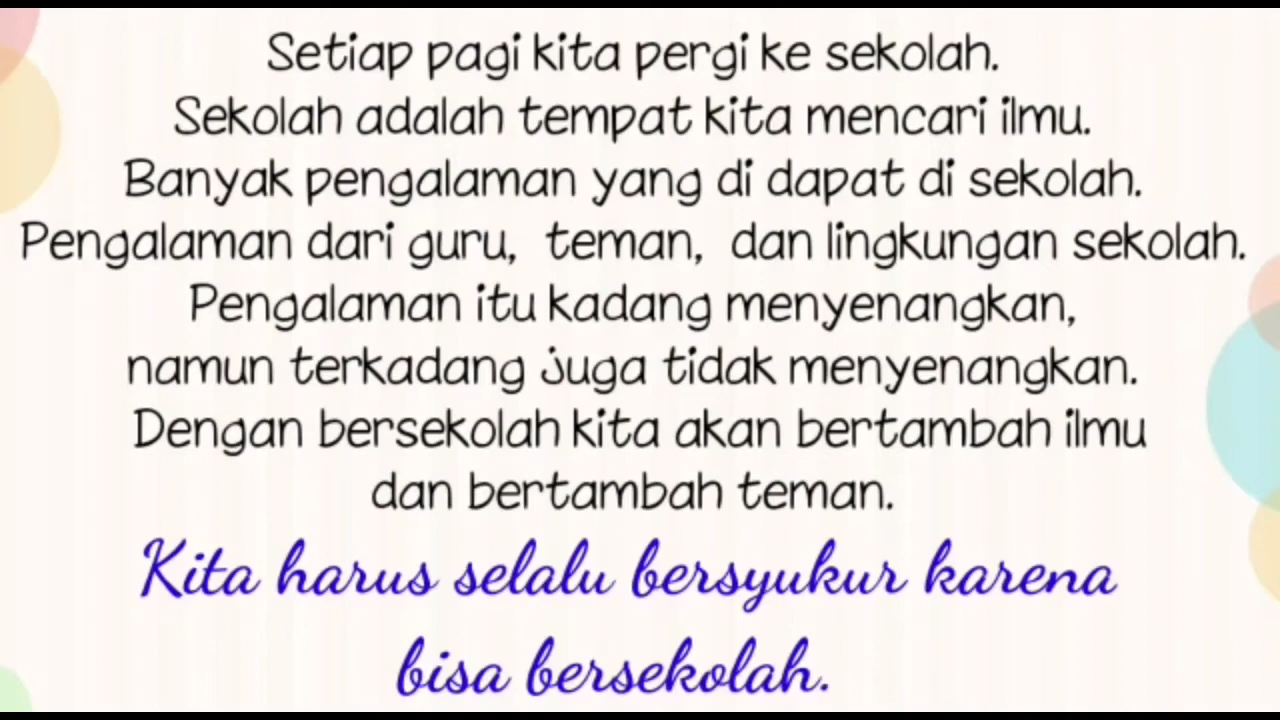 Setiap pagi kita pergi ke sekolah.
Sekolah adalah tempat kita mencari ilmu.
Banyak pengalaman yang di dapat di sekolah.
Pengalaman dari guru, teman, dan lingkungan sekolah.
Pengalaman itu kadang menyenangkan,
namun terkadang juga tidak menyenangkan.
Dengan bersekolah kita akan bertambah ilmu
dan bertambah teman.
Kita harus selalu bersyukur karena
bisa bersekolah.